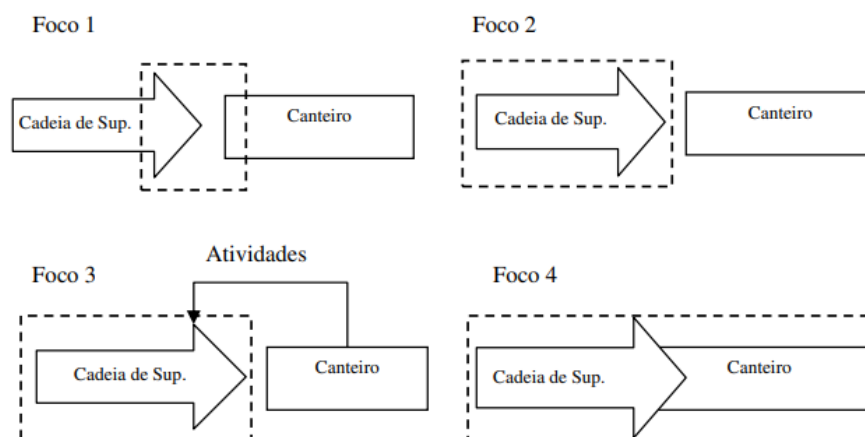 Foco 1
Foco 2
Cadeia de Sup.
Canteiro
Cadeia de Sup.
Canteiro
Atividades
Foco 3
Foco 4
Cadeia de Sup.
Canteiro
Cadeia de Sup.
Canteiro